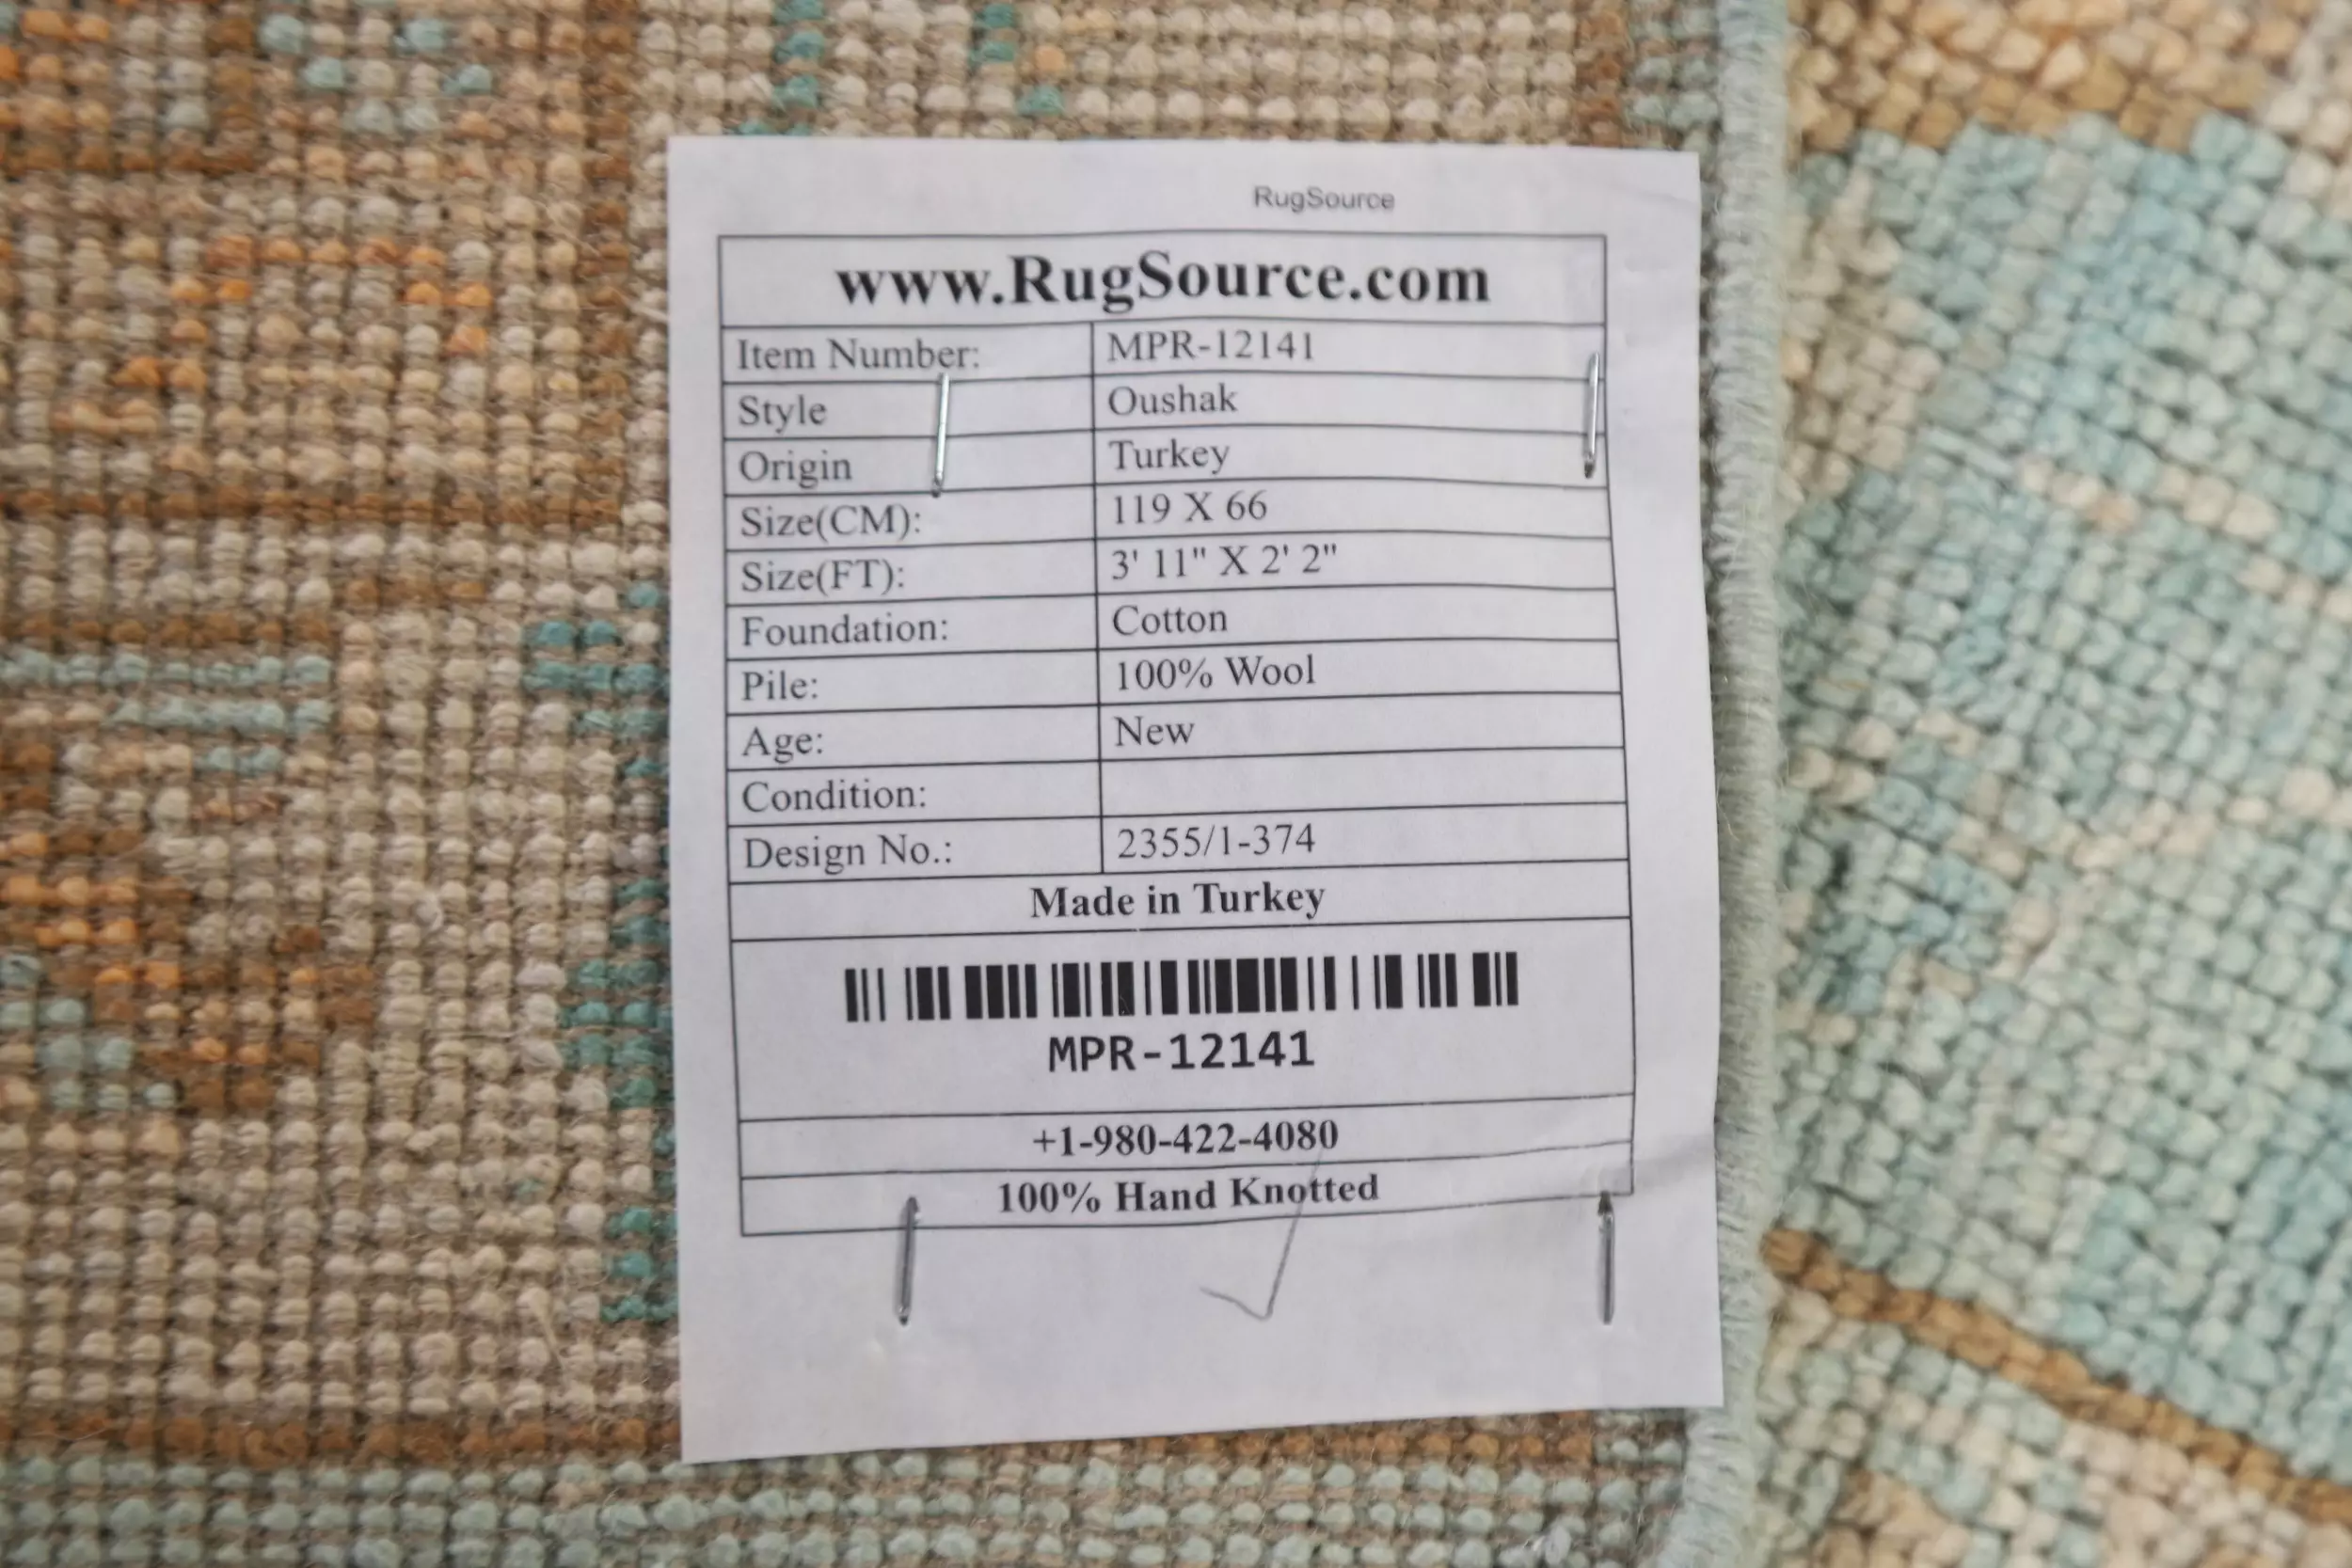 RugSource
www.RugSource.com
Item Number: MPR-12141
Style Oushak
Origin Turkey
Size(CM): 119 X 66
Size(FT): 3' 11" X 2' 2"
Foundation: Cotton
Pile: 100% Wool
Age: New
Condition:
Design No.: 2355/1-374
Made in Turkey
MPR-12141
+1-980-422-4080
100% Hand Knotted